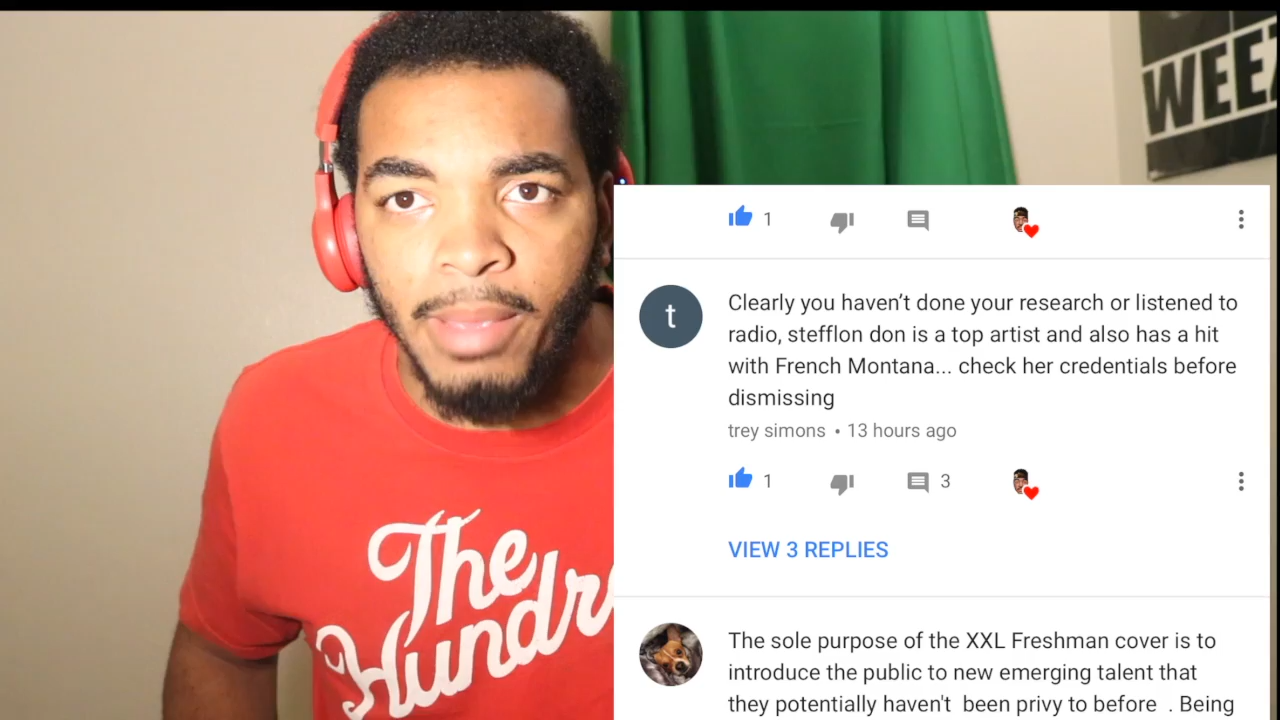 WEEZ
1
Clearly you haven’t done your research or listened to
radio, stefflon don is a top artist and also has a hit
with French Montana... check her credentials before
dismissing
trey simons • 13 hours ago
1
3
VIEW 3 REPLIES
The sole purpose of the XXL Freshman cover is to
introduce the public to new emerging talent that
they potentially haven't been privy to before . Being
t
The
Hundr